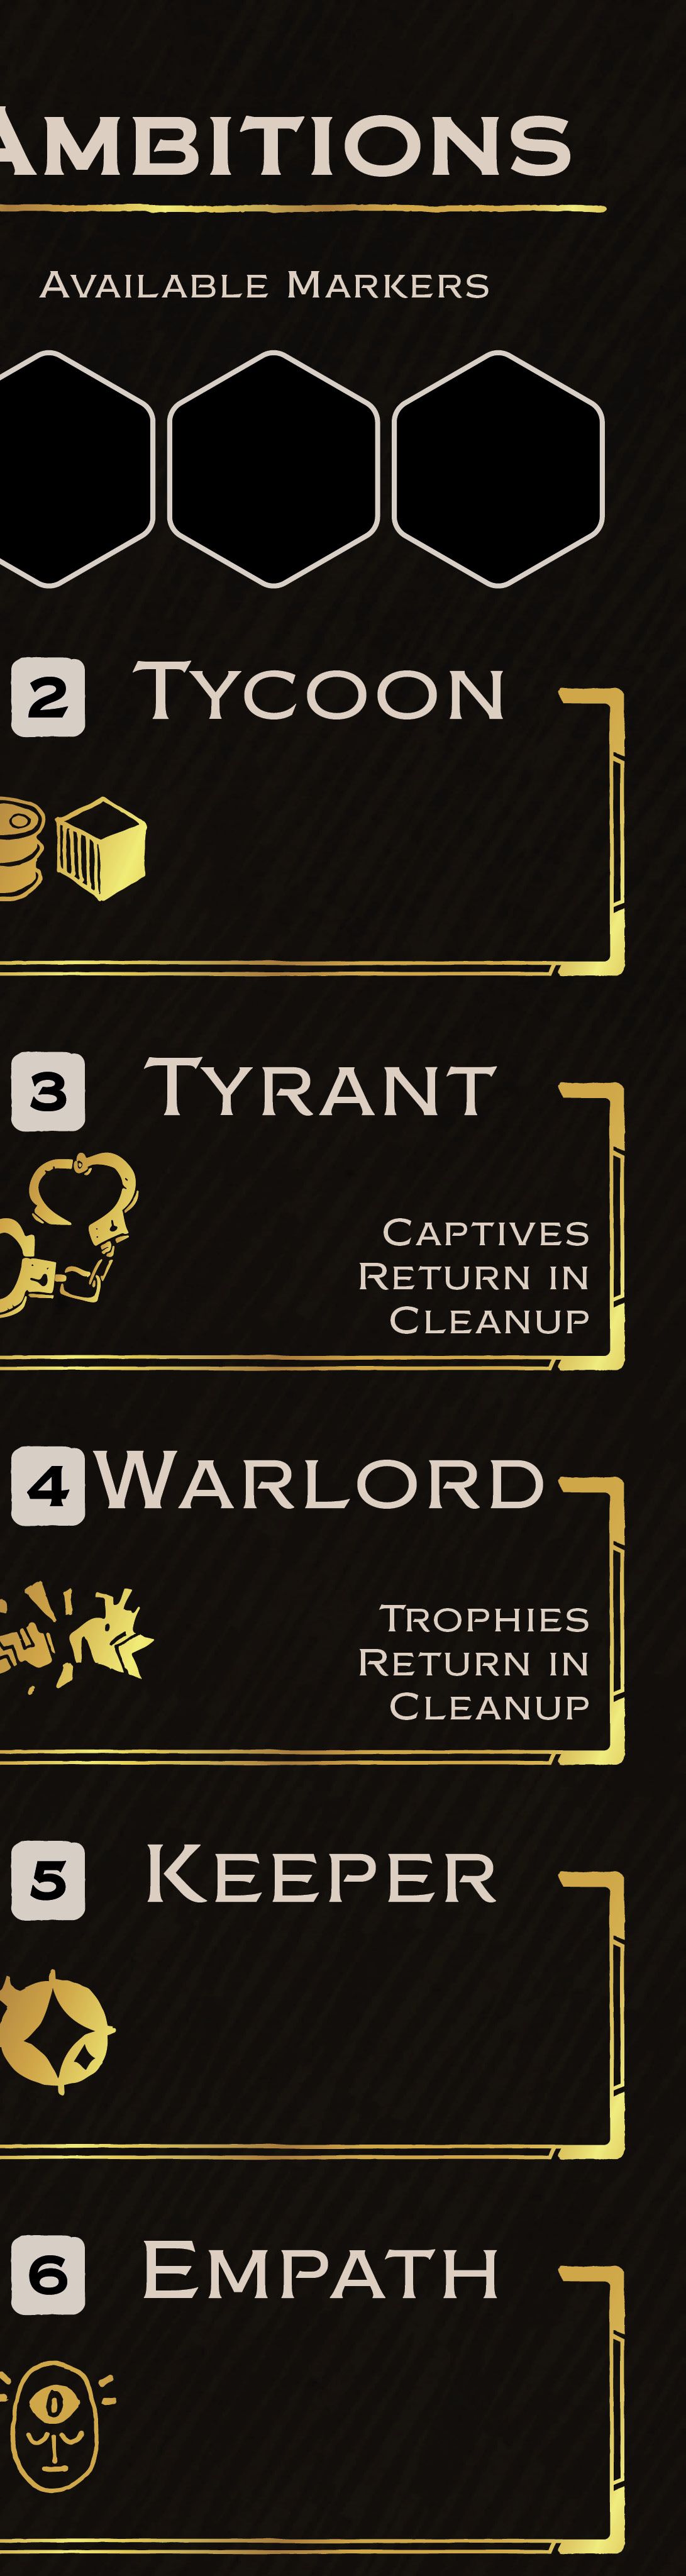 AMBITIONS
AVAILABLE MARKERS
2 TYCOON
3 TYRANT
CAPTIVES
RETURN IN
CLEANUP
4 WARLORD
TROPHIES
RETURN IN
CLEANUP
5 KEEPER
6 EMPATH